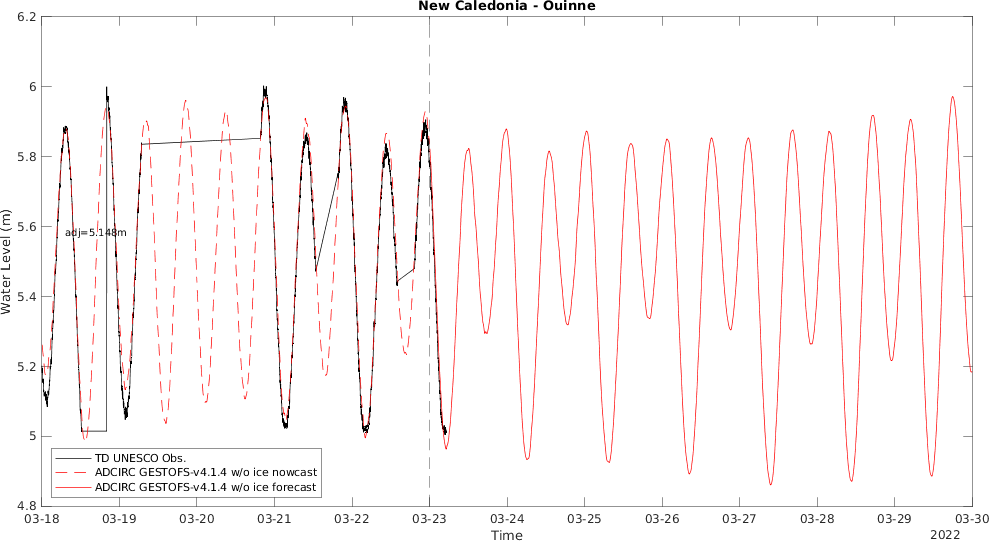 New Caledonia - Ouinne
6.2
6
5.8
5.6
5.4
5.2
5
4.8
Water Level (m)
adj=5.148m
TD UNESCO Obs.
ADCIRC GESTOFS-v4.1.4 w/o ice nowcast
ADCIRC GESTOFS-v4.1.4 w/o ice forecast
03-18 03-19 03-20 03-21 03-22 03-23 03-24 03-25 03-26 03-27 03-28 03-29 03-30
Time
2022